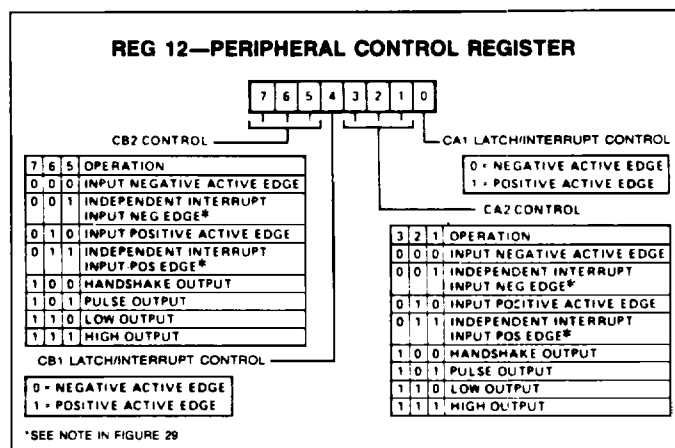 REG 12—PERIPHERAL CONTROL REGISTER
7 6 5 4 3 2 1 0
CB2 CONTROL
7 6 5 OPERATION
0 0 0 INPUT NEGATIVE ACTIVE EDGE
0 0 1 INDEPENDENT INTERRUPT
INPUT NEG EDGE*
0 1 0 INPUT POSITIVE ACTIVE EDGE
0 1 1 INDEPENDENT INTERRUPT
INPUT POS EDGE*
1 0 0 HANDSHAKE OUTPUT
1 0 1 PULSE OUTPUT
1 1 0 LOW OUTPUT
1 1 1 HIGH OUTPUT
CB1 LATCH/INTERRUPT CONTROL
0 = NEGATIVE ACTIVE EDGE
1 = POSITIVE ACTIVE EDGE
CA1 LATCH/INTERRUPT CONTROL
0 = NEGATIVE ACTIVE EDGE
1 = POSITIVE ACTIVE EDGE
CA2 CONTROL
3 2 1 OPERATION
0 0 0 INPUT NEGATIVE ACTIVE EDGE
0 0 1 INDEPENDENT INTERRUPT
INPUT NEG EDGE*
0 1 0 INPUT POSITIVE ACTIVE EDGE
0 1 1 INDEPENDENT INTERRUPT
INPUT POS EDGE*
1 0 0 HANDSHAKE OUTPUT
1 0 1 PULSE OUTPUT
1 1 0 LOW OUTPUT
1 1 1 HIGH OUTPUT
*SEE NOTE IN FIGURE 29